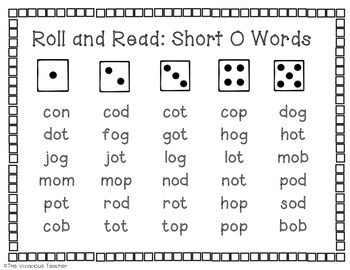 Roll and Read: Short O Words
con cod cot cop dog
dot fog got hog hot
jog jot log lot mob
mom mop nod not pod
pot rod rot hop sod
cob tot top pop bob
©The Vivacious Teacher